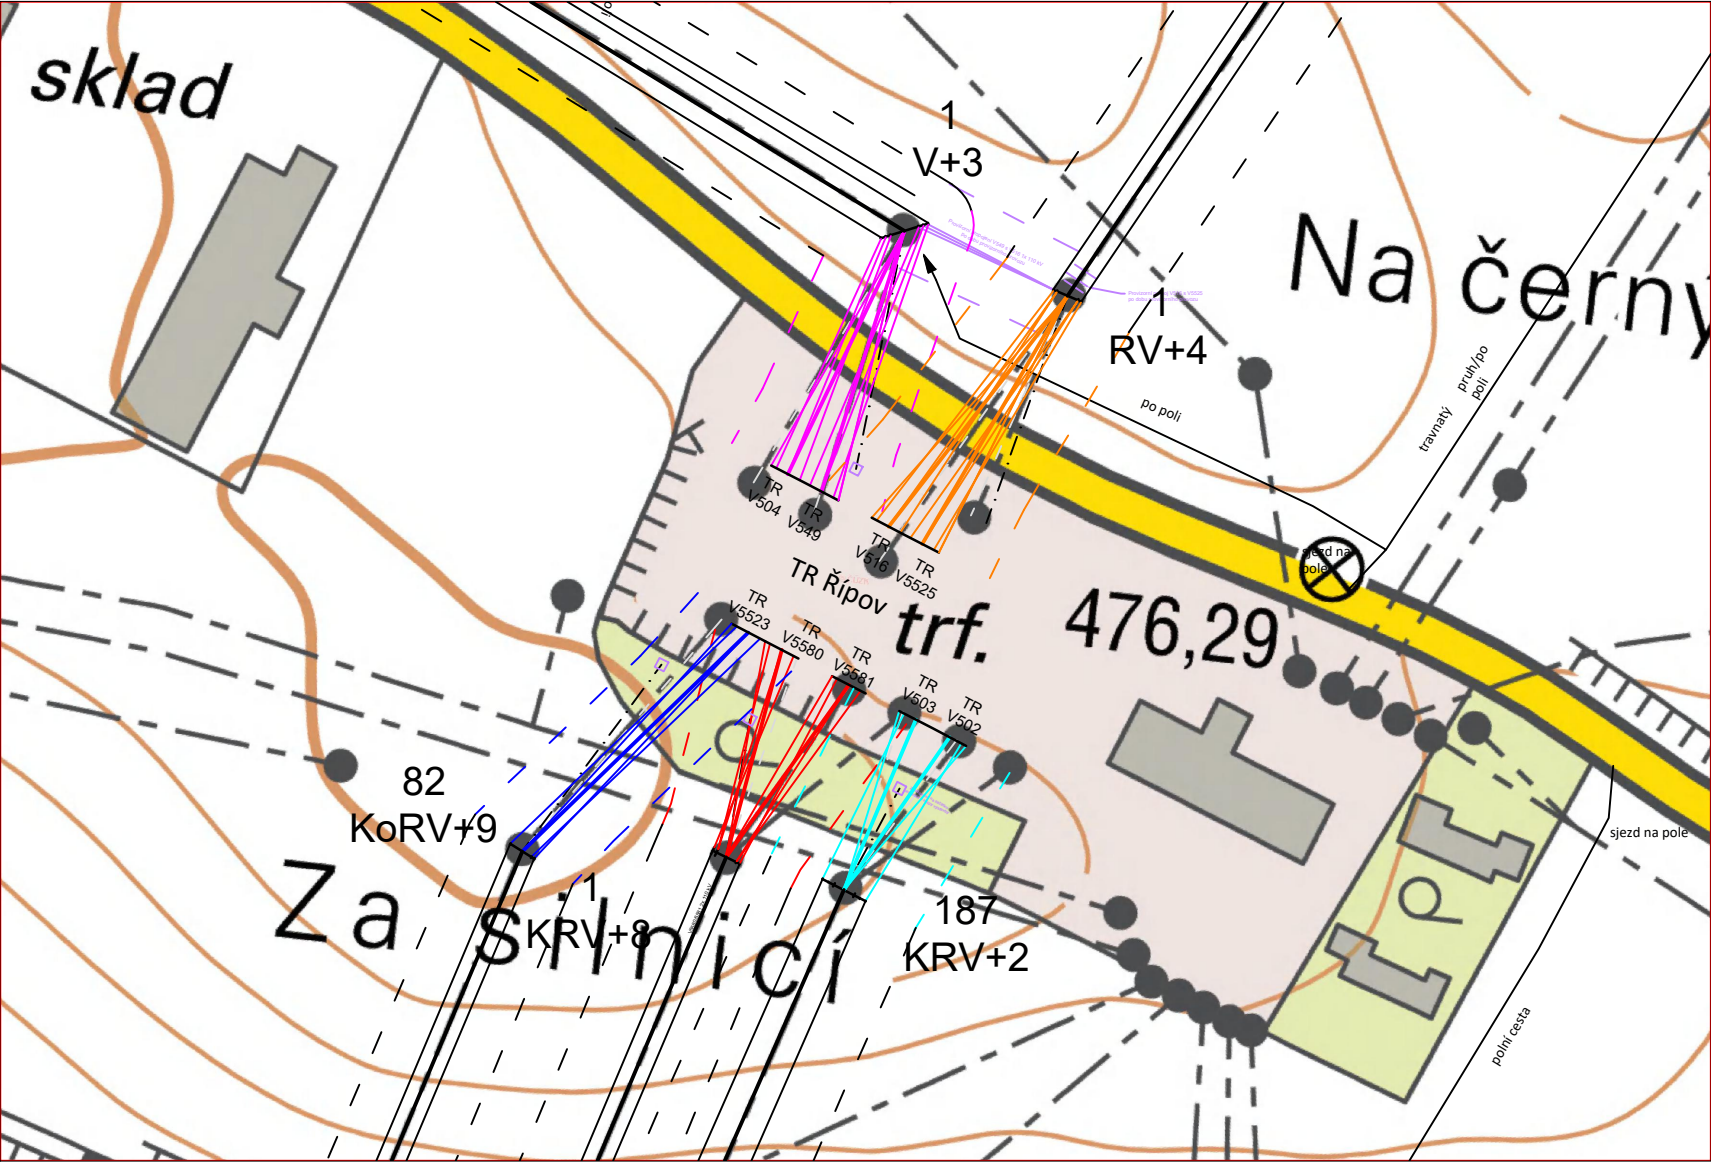 sklad
1
V+3
Na černý
1
RV+4
pruh/po
poli
travnatý
po poli
TR
V504
TR
V549
TR
V516
TR
V5525
sjezd na
pole
TR Řípov
trf.
476,29
TR
V5523
TR
V5580
TR
V5581
TR
V503
TR
V502
82
KoRV+9
sjezd na pole
1
KRV+8
Za silnicí
187
KRV+2
polní cesta